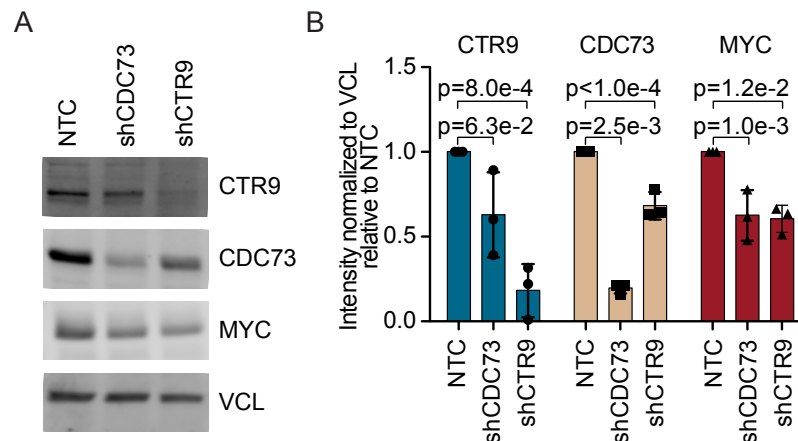 A
NTC
shCDC73
shCTR9
CTR9
CDC73
MYC
VCL
B
CTR9 CDC73 MYC
Intensity normalized to VCL
relative to NTC
1.5
1.0
0.5
0.0
p=8.0e-4 p<1.0e-4 p=1.2e-2
p=6.3e-2 p=2.5e-3 p=1.0e-3
NTC
shCDC73
shCTR9
NTC
shCDC73
shCTR9
NTC
shCDC73
shCTR9